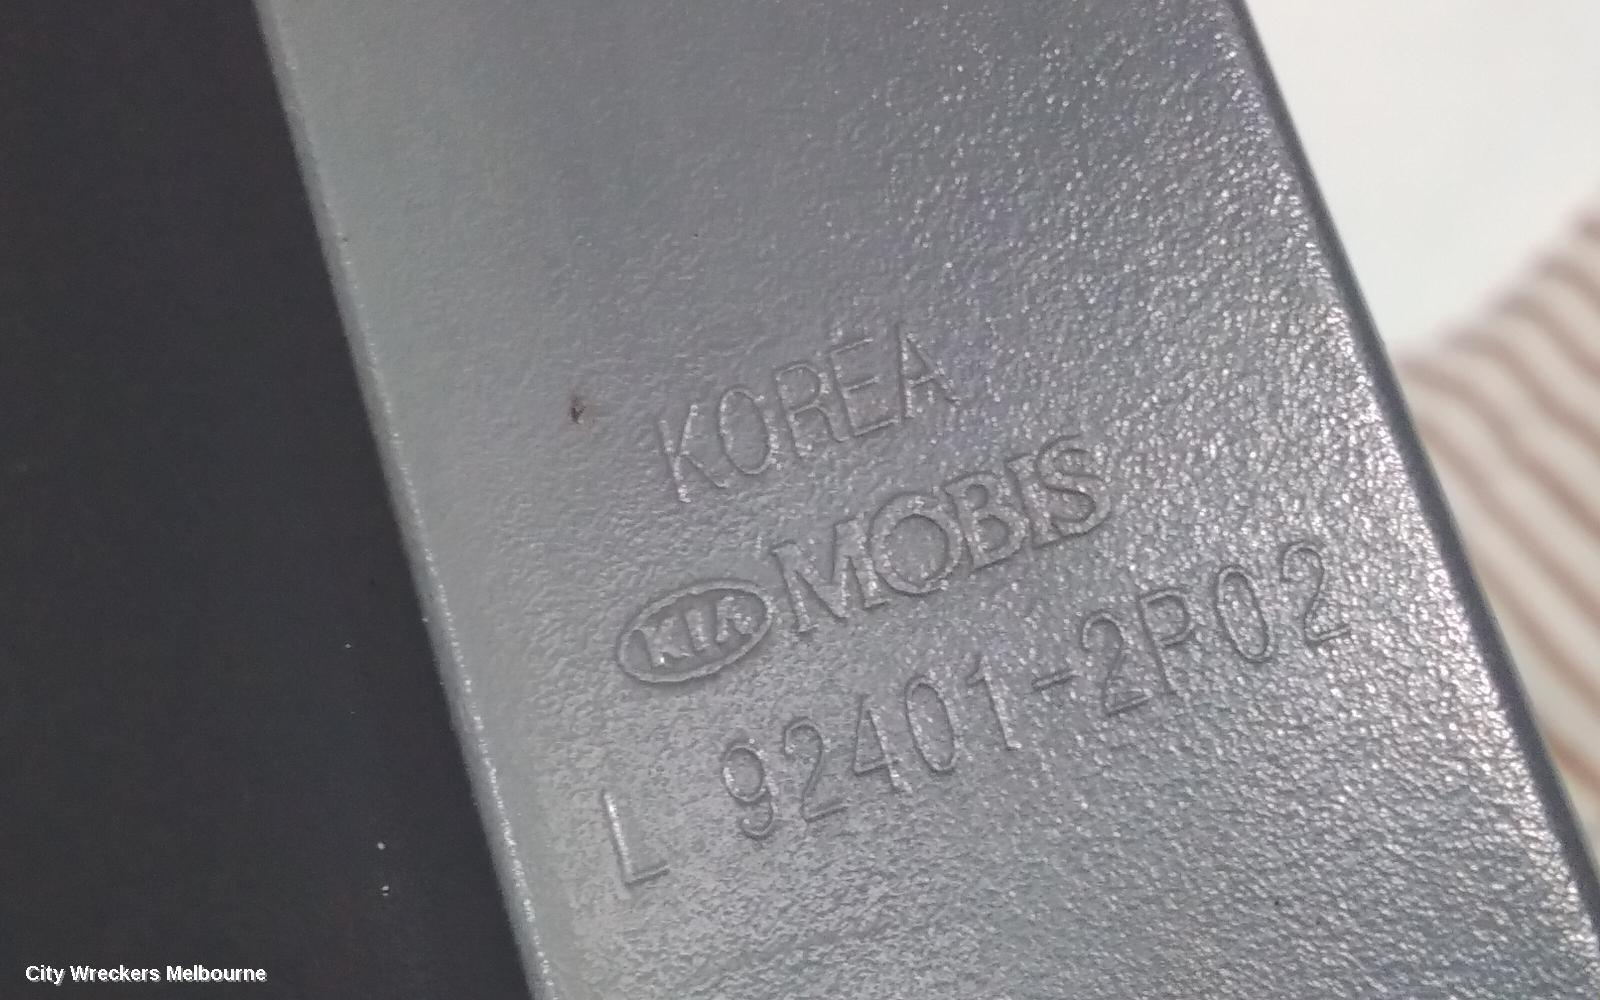 KOREA
KIA MOBIS
L 92401-2P02
City Wreckers Melbourne